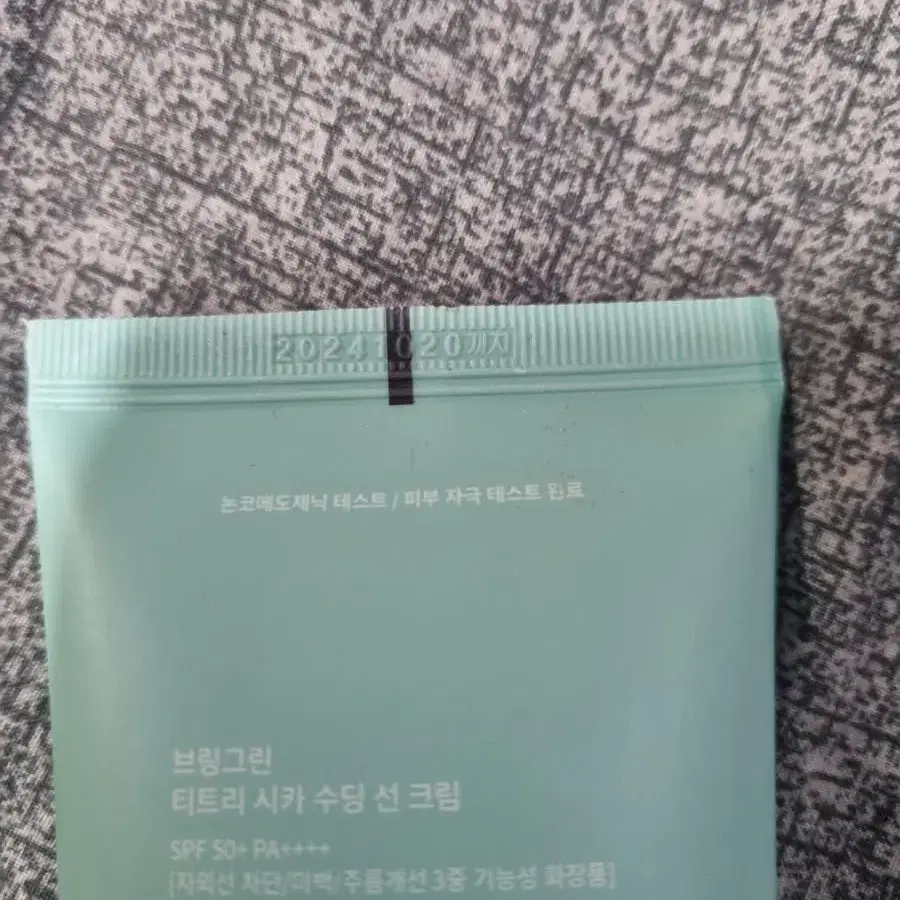 20241020까지
논코메도제닉 테스트 / 피부 자극 테스트 완료
브링그린
티트리 시카 수딩 선 크림
SPF 50+ PA++++
[자외선 차단/미백/주름개선 3중 기능성 화장품]